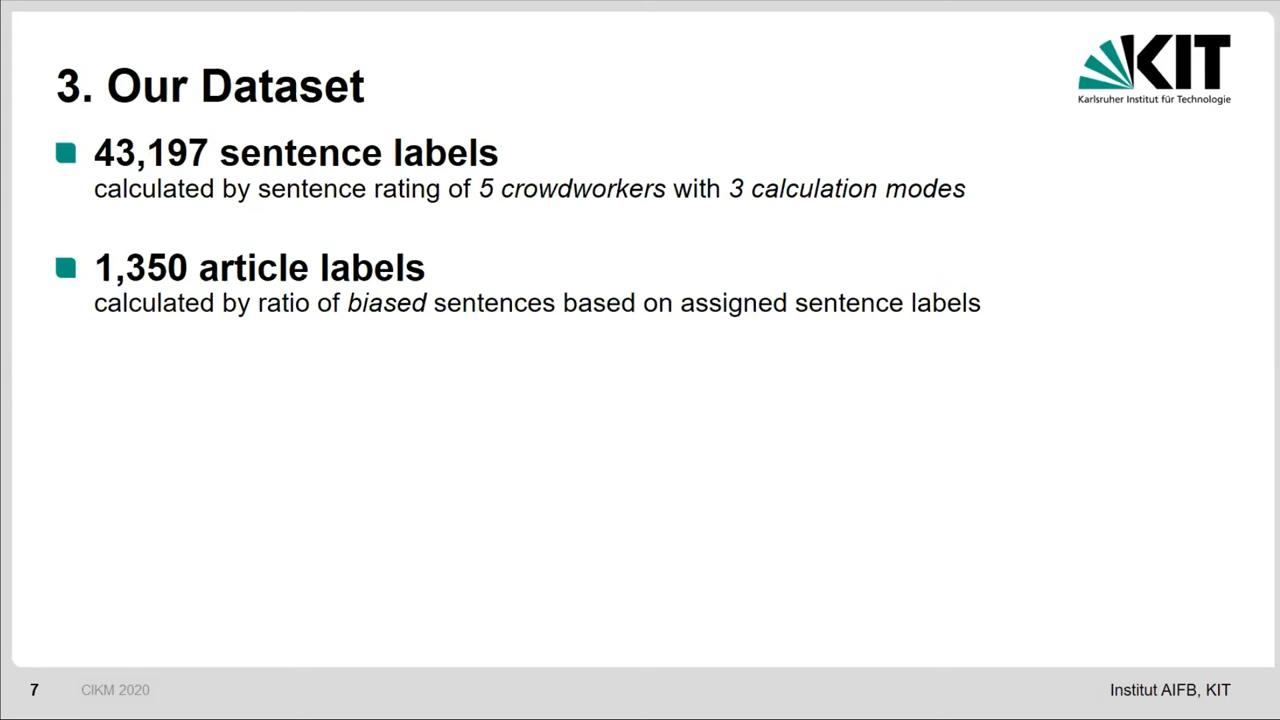 3. Our Dataset
KIT
Karlsruher Institut für Technologie
43,197 sentence labels
calculated by sentence rating of 5 crowdworkers with 3 calculation modes
1,350 article labels
calculated by ratio of biased sentences based on assigned sentence labels
7
CIKM 2020
Institut AIFB, KIT